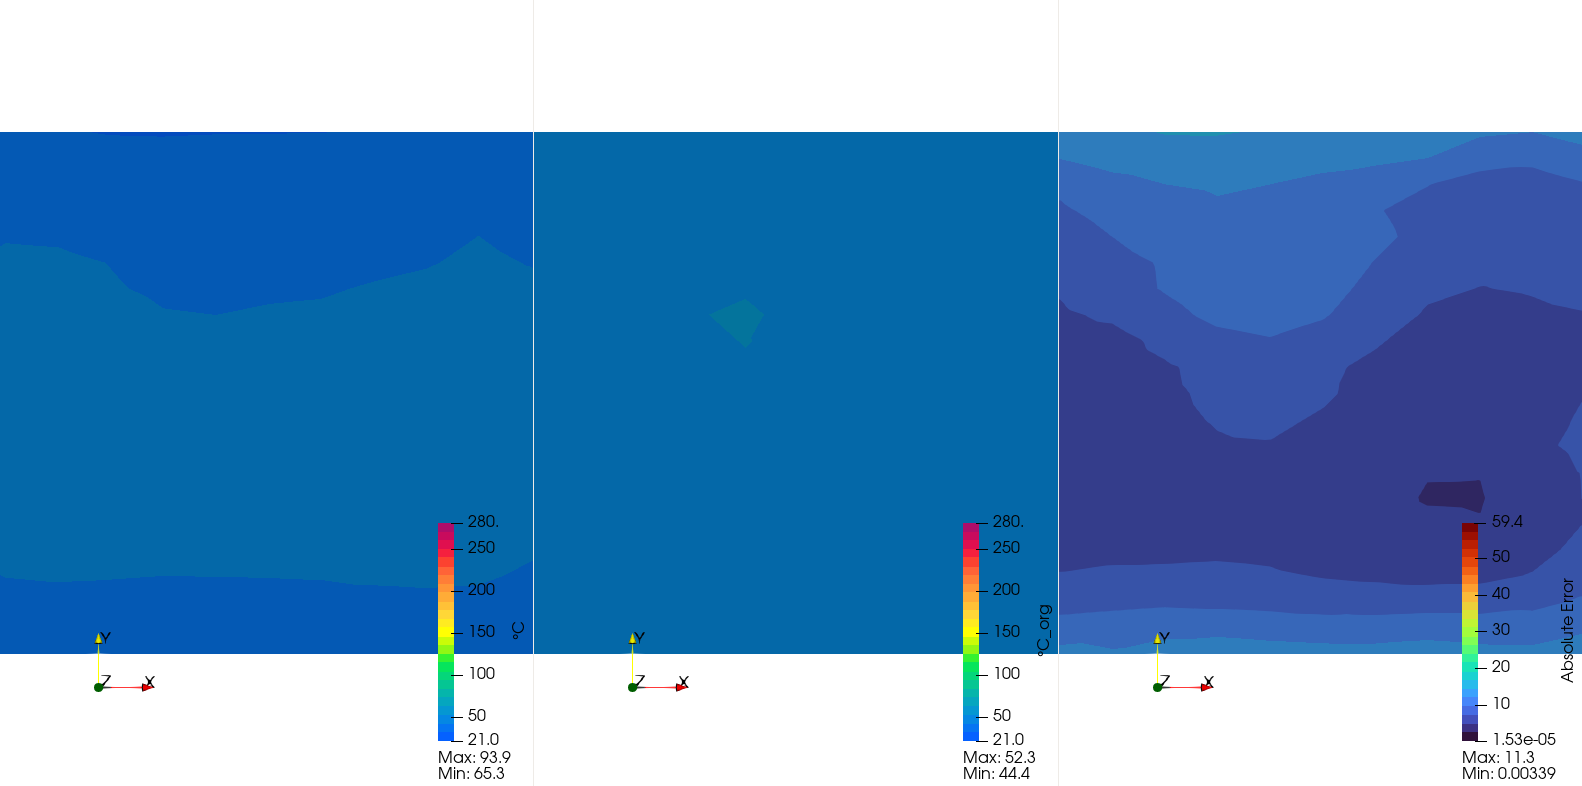 280.
250
200
150
100
50
21.0
°C
Max: 93.9
Min: 65.3
Y
Z
X
280.
250
200
150
100
50
21.0
°C_org
Max: 52.3
Min: 44.4
Y
Z
X
59.4
50
40
30
20
10
1.53e-05
Absolute Error
Max: 11.3
Min: 0.00339
Y
Z
X